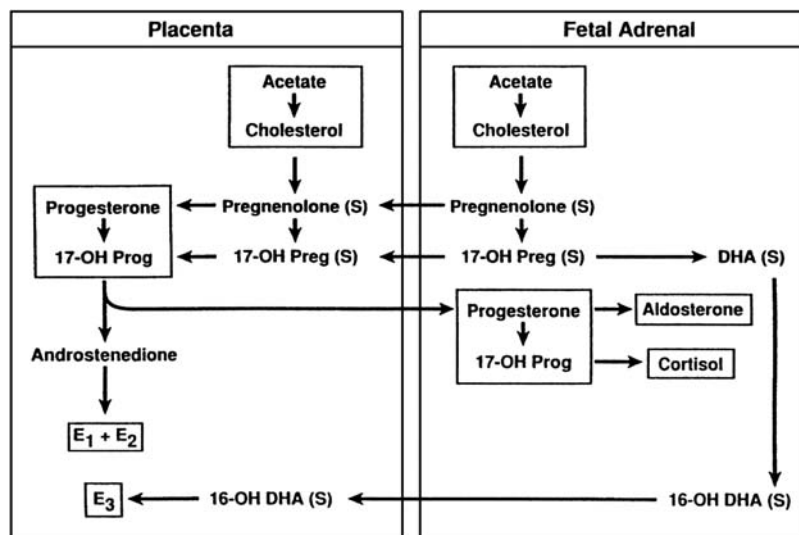 Placenta
Fetal Adrenal
Acetate
Cholesterol
Acetate
Cholesterol
Progesterone
Pregnenolone (S)
Pregnenolone (S)
17-OH Prog
17-OH Preg (S)
17-OH Preg (S)
DHA (S)
Progesterone
Aldosterone
Androstenedione
17-OH Prog
Cortisol
E1 + E2
E3
16-OH DHA (S)
16-OH DHA (S)